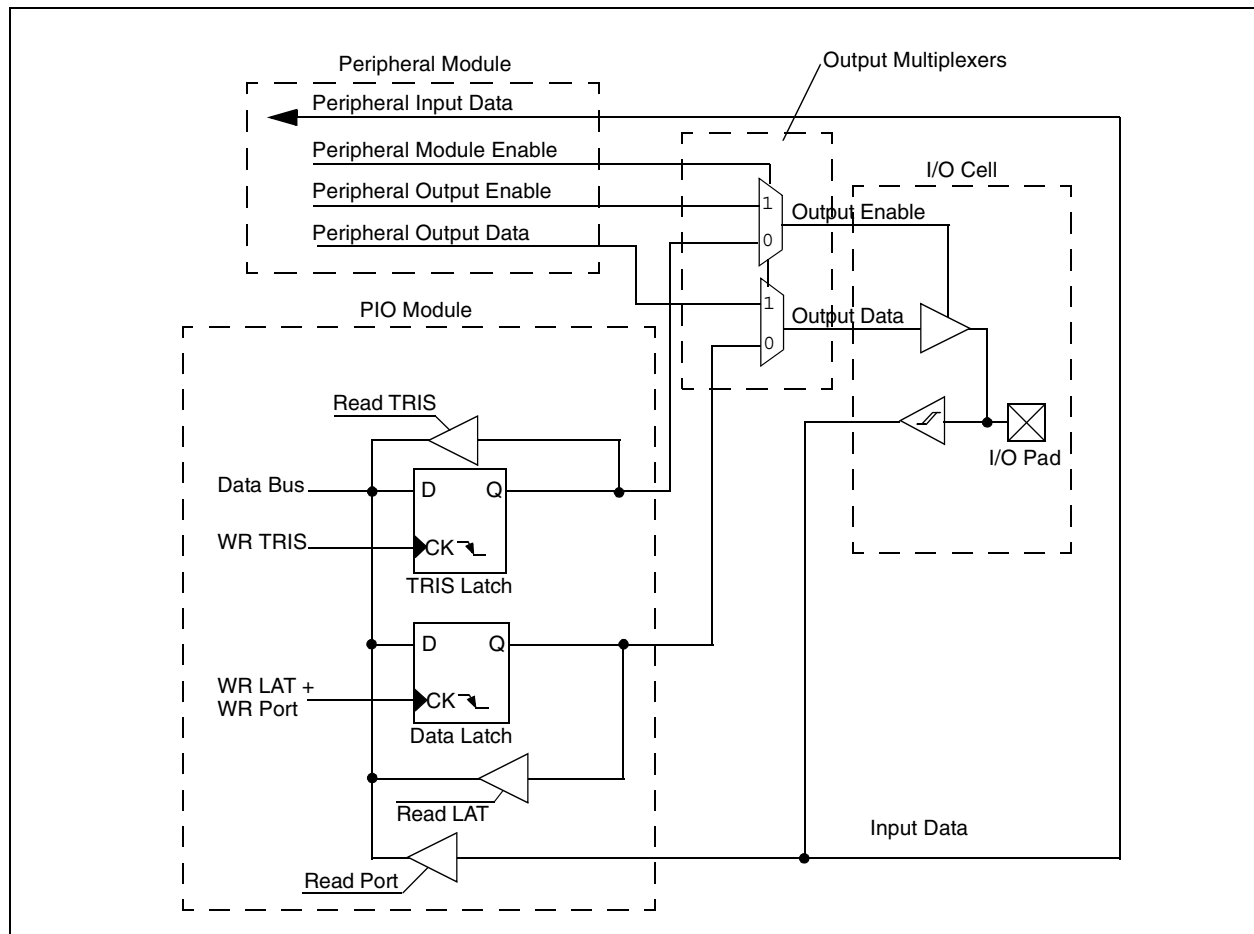 Peripheral Module
Output Multiplexers
Peripheral Input Data
Peripheral Module Enable
I/O Cell
Peripheral Output Enable
1
Output Enable
Peripheral Output Data
0
PIO Module
1
Output Data
0
Read TRIS
I/O Pad
Data Bus
D
Q
WR TRIS
CK
TRIS Latch
D
Q
WR LAT +
WR Port
CK
Data Latch
Read LAT
Input Data
Read Port